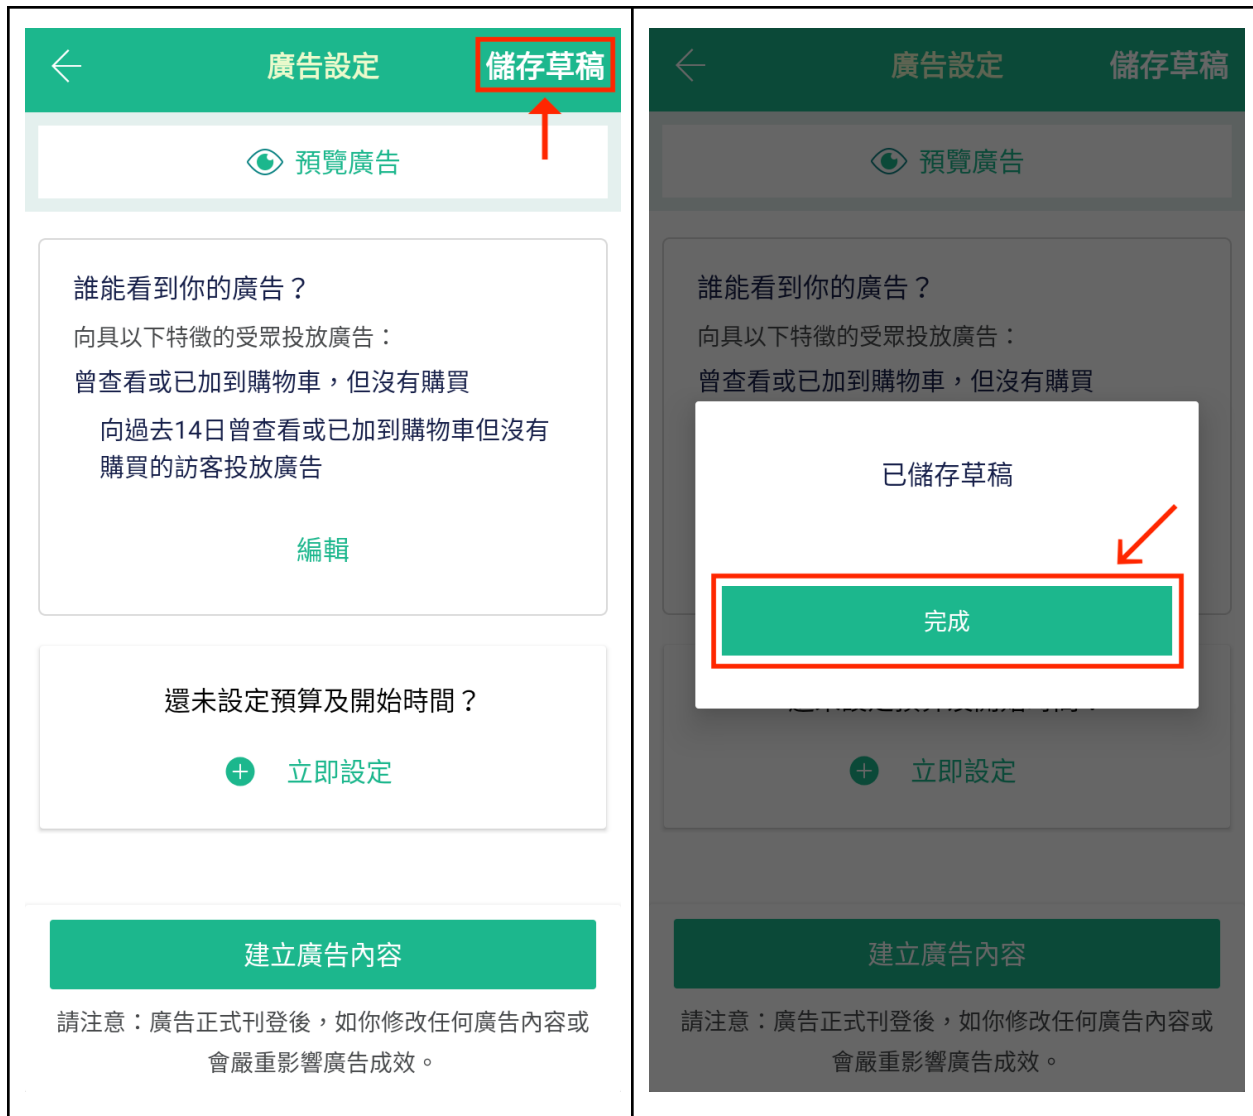 廣告設定
儲存草稿
預覽廣告
誰能看到你的廣告？
向具以下特徵的受眾投放廣告：
曾查看或已加到購物車，但沒有購買
向過去14日曾查看或已加到購物車但沒有
購買的訪客投放廣告
編輯
還未設定預算及開始時間？
立即設定
建立廣告內容
請注意：廣告正式刊登後，如你修改任何廣告內容或
會嚴重影響廣告成效。
廣告設定
儲存草稿
預覽廣告
誰能看到你的廣告？
向具以下特徵的受眾投放廣告：
曾查看或已加到購物車，但沒有購買
已儲存草稿
完成
立即設定
建立廣告內容
請注意：廣告正式刊登後，如你修改任何廣告內容或
會嚴重影響廣告成效。